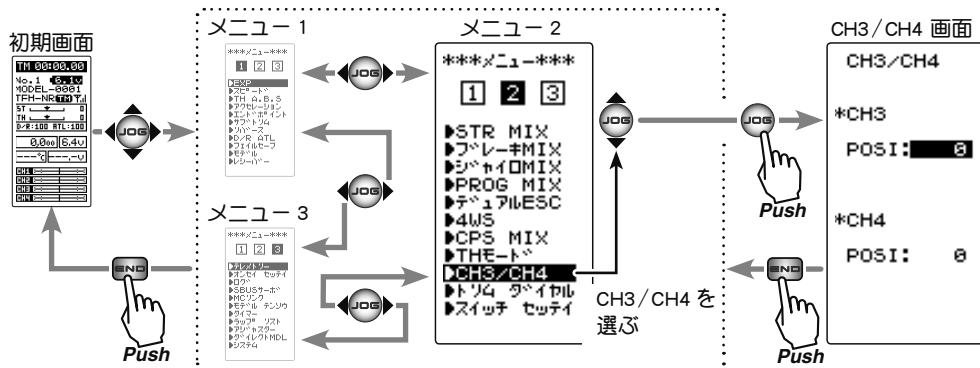 初期画面
TM 00:00.00
No.1 6.1v
MODEL-0001
TFH-NR TM
ST 0
TH 0
D/R:100 ATL:100
0.0 6.4v
---℃ -.-v
CH1
CH2
CH3
CH4
JOG
END
Push
メニュー 1
***メニュー***
1 2 3
▶EXP
▶スピード
▶TH A.B.S
▶アクセレーション
▶エンドポイント
▶サブトリム
▶リバース
▶D/R ATL
▶フェイルセーフ
▶モデル
▶レシーバー
JOG
JOG
メニュー 3
***メニュー***
1 2 3
▶テレメトリー
▶オンセイ セッテイ
▶ログ
▶SBUSサーボ
▶MCリンク
▶モデル テンソウ
▶タイマー
▶ラップ リスト
▶アジャスター
▶ダイレクトMDL
▶システム
JOG
メニュー 2
***メニュー***
1 2 3
▶STR MIX
▶ブレーキMIX
▶ジャイロMIX
▶PROG MIX
▶デュアルESC
▶4WS
▶CPS MIX
▶THモード
▶CH3/CH4
▶トリム ダイヤル
▶スイッチ セッテイ
JOG
CH3/CH4 を
選ぶ
JOG
Push
END
Push
CH3/CH4 画面
CH3/CH4
*CH3
POSI: 0
*CH4
POSI: 0